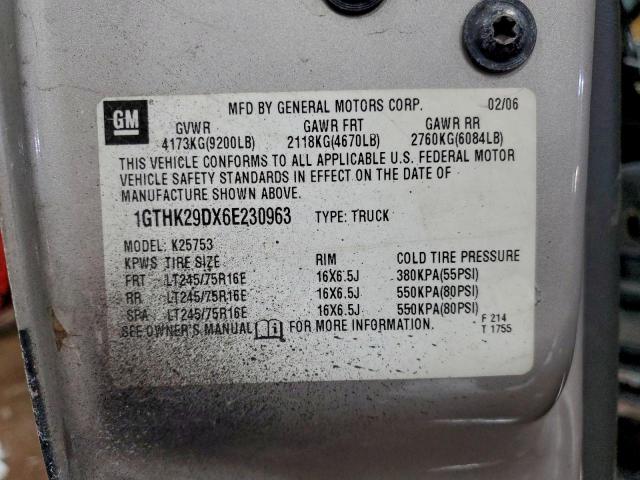 GM MFD BY GENERAL MOTORS CORP. 02/06
GVWR GAWR FRT GAWR RR
4173KG(9200LB) 2118KG(4670LB) 2760KG(6084LB)
THIS VEHICLE CONFORMS TO ALL APPLICABLE U.S. FEDERAL MOTOR
VEHICLE SAFETY STANDARDS IN EFFECT ON THE DATE OF
MANUFACTURE SHOWN ABOVE.
1GTHK29DX6E230963 TYPE: TRUCK
MODEL: K25753
KPWS TIRE SIZE RIM COLD TIRE PRESSURE
FRT LT245/75R16E 16X6.5J 380KPA(55PSI)
RR LT245/75R16E 16X6.5J 550KPA(80PSI)
SPA LT245/75R16E 16X6.5J 550KPA(80PSI)
SEE OWNER'S MANUAL FOR MORE INFORMATION. F 214
T 1755